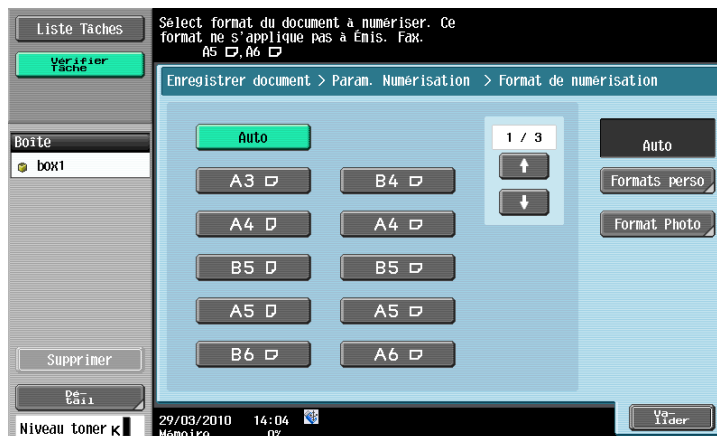 Liste Tâches
Vérifier
Tâche
Sélect format du document à numériser. Ce
format ne s'applique pas à Émis. Fax.
A5, A6
Enregistrer document > Param. Numérisation > Format de numérisation
Boîte
box1
Auto
1 / 3
Auto
A3
B4
Formats perso
A4
A4
Format Photo
B5
B5
A5
A5
B6
A6
Supprimer
Dé-
tail
Niveau toner K
29/03/2010 14:04
Mémoire 0%
Va-
lider